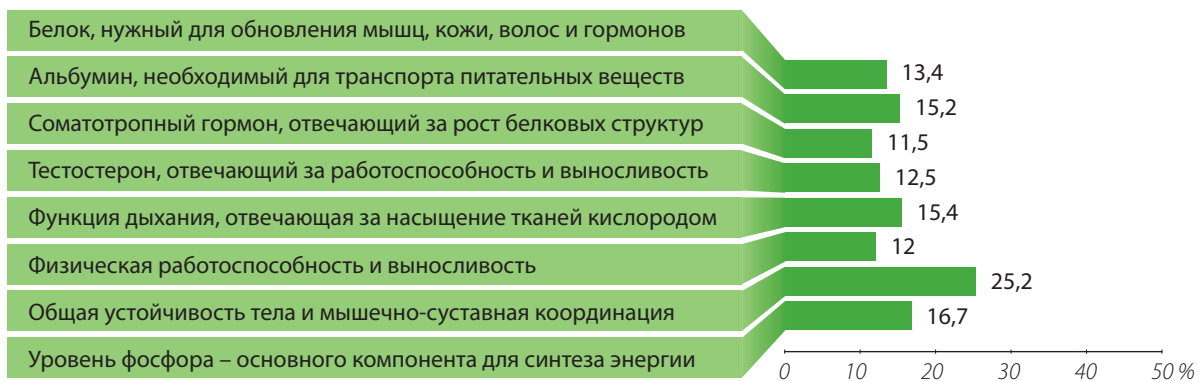 Белок, нужный для обновления мышц, кожи, волос и гормонов
13,4
Альбумин, необходимый для транспорта питательных веществ
15,2
Соматотропный гормон, отвечающий за рост белковых структур
11,5
Тестостерон, отвечающий за работоспособность и выносливость
12,5
Функция дыхания, отвечающая за насыщение тканей кислородом
15,4
Физическая работоспособность и выносливость
12
Общая устойчивость тела и мышечно-суставная координация
25,2
Уровень фосфора – основного компонента для синтеза энергии
16,7
0 10 20 30 40 50 %